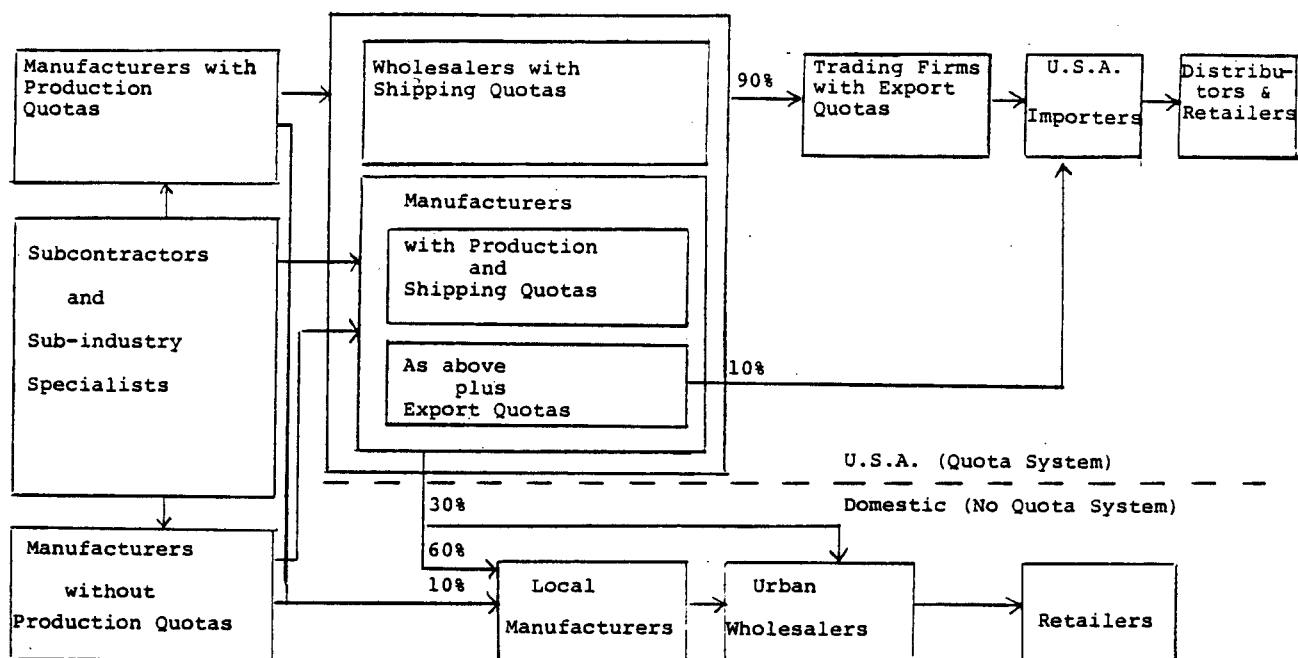 Manufacturers with
Production
Quotas
Wholesalers with
Shipping Quotas
90%
Trading Firms
with Export
Quotas
U.S.A.
Importers
Distribu-
tors &
Retailers
Subcontractors
and
Sub-industry
Specialists
Manufacturers
with Production
and
Shipping Quotas
As above
plus
Export Quotas
10%
U.S.A. (Quota System)
Domestic (No Quota System)
30%
60%
10%
Manufacturers
without
Production Quotas
Local
Manufacturers
Urban
Wholesalers
Retailers